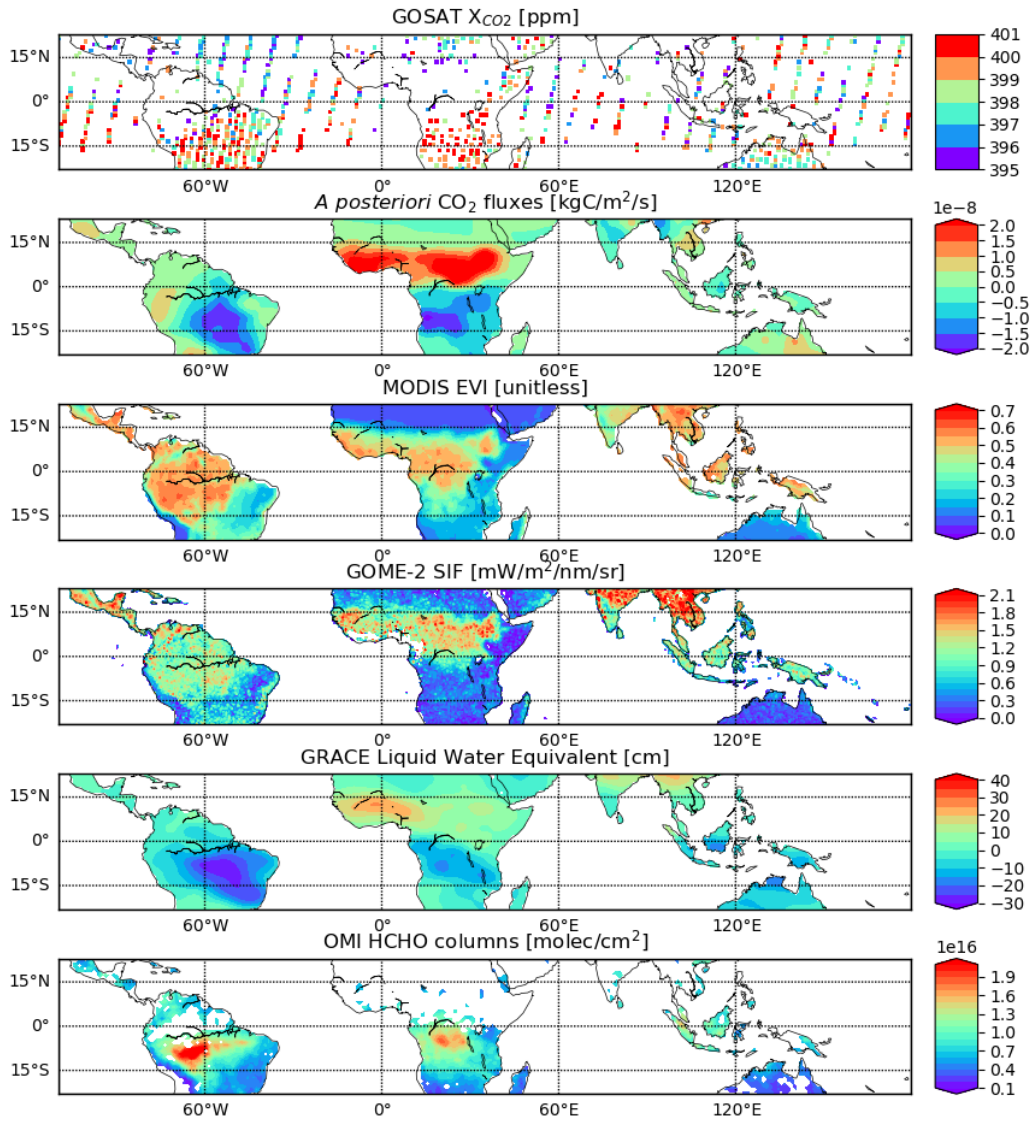 GOSAT X_CO2 [ppm]
15°N
0°
15°S
60°W 0° 60°E 120°E
401
400
399
398
397
396
395
A posteriori CO₂ fluxes [kgC/m²/s]
15°N
0°
15°S
60°W 0° 60°E 120°E
1e−8
2.0
1.5
1.0
0.5
0.0
−0.5
−1.0
−1.5
−2.0
MODIS EVI [unitless]
15°N
0°
15°S
60°W 0° 60°E 120°E
0.7
0.6
0.5
0.4
0.3
0.2
0.1
0.0
GOME-2 SIF [mW/m²/nm/sr]
15°N
0°
15°S
60°W 0° 60°E 120°E
2.1
1.8
1.5
1.2
0.9
0.6
0.3
0.0
GRACE Liquid Water Equivalent [cm]
15°N
0°
15°S
60°W 0° 60°E 120°E
40
30
20
10
0
−10
−20
−30
OMI HCHO columns [molec/cm²]
15°N
0°
15°S
60°W 0° 60°E 120°E
1e16
1.9
1.6
1.3
1.0
0.7
0.4
0.1